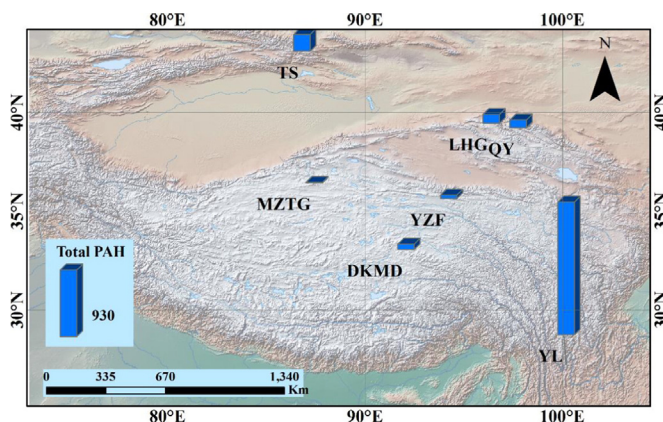 80°E 90°E 100°E
N
TS
40°N 40°N
LHG QY
MZTG
YZF
35°N 35°N
DKMD
Total PAH
930
30°N 30°N
YL
0 335 670 1,340
Km
80°E 90°E 100°E